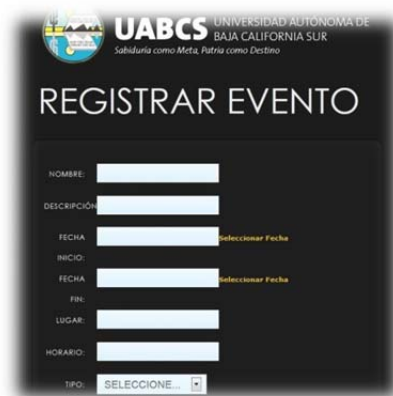 UABCS UNIVERSIDAD AUTÓNOMA DE
BAJA CALIFORNIA SUR
Sabiduría como Meta, Patria como Destino
REGISTRAR EVENTO
NOMBRE:
DESCRIPCIÓN
FECHA Seleccionar Fecha
INICIO:
FECHA Seleccionar Fecha
FIN:
LUGAR:
HORARIO:
TIPO: SELECCIONE...